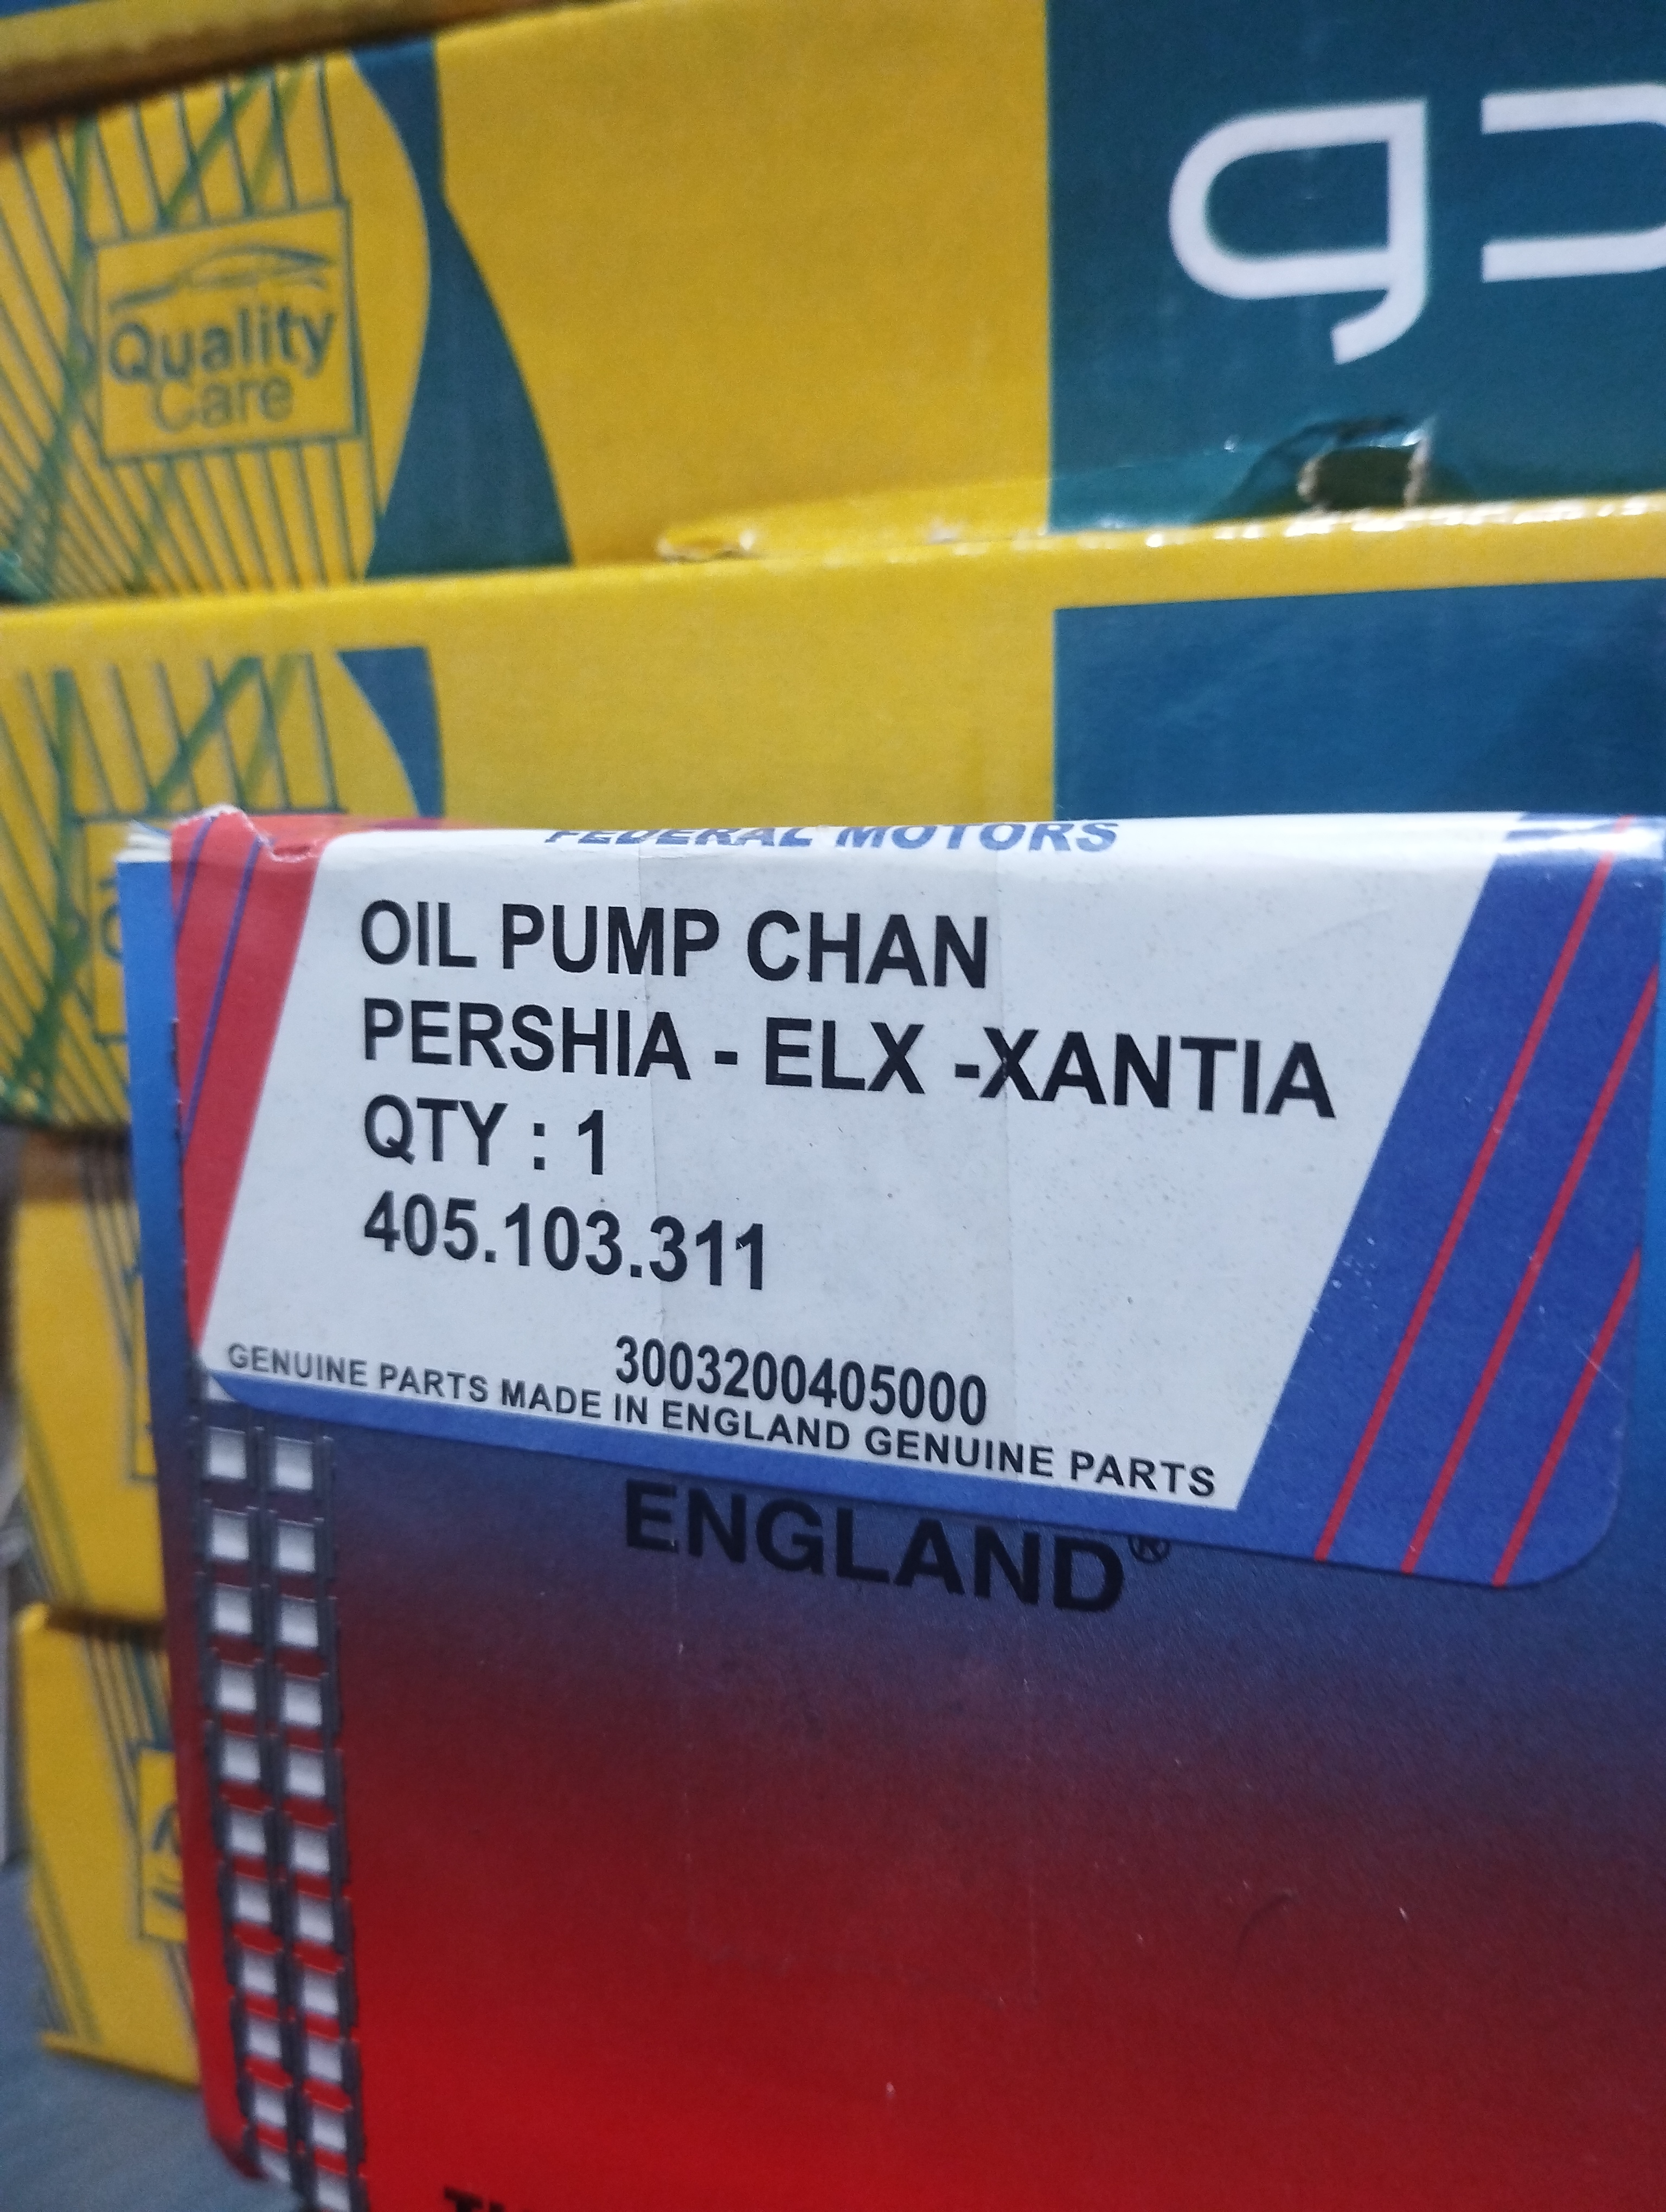 Quality
Care
FEDERAL MOTORS
OIL PUMP CHAN
PERSHIA - ELX -XANTIA
QTY : 1
405.103.311
3003200405000
GENUINE PARTS MADE IN ENGLAND GENUINE PARTS
ENGLAND®